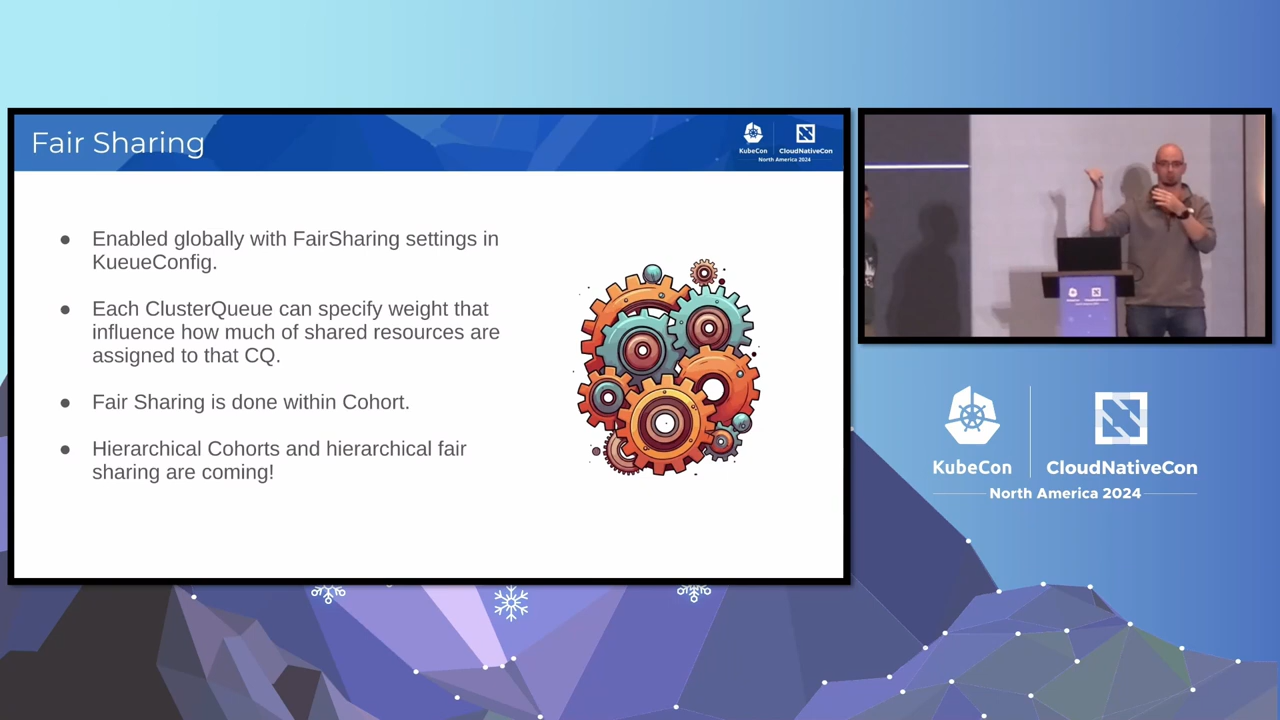 Fair Sharing
KubeCon
CloudNativeCon
North America 2024
● Enabled globally with FairSharing settings in
KueueConfig.
● Each ClusterQueue can specify weight that
influence how much of shared resources are
assigned to that CQ.
● Fair Sharing is done within Cohort.
● Hierarchical Cohorts and hierarchical fair
sharing are coming!
KubeCon
CloudNativeCon
North America 2024